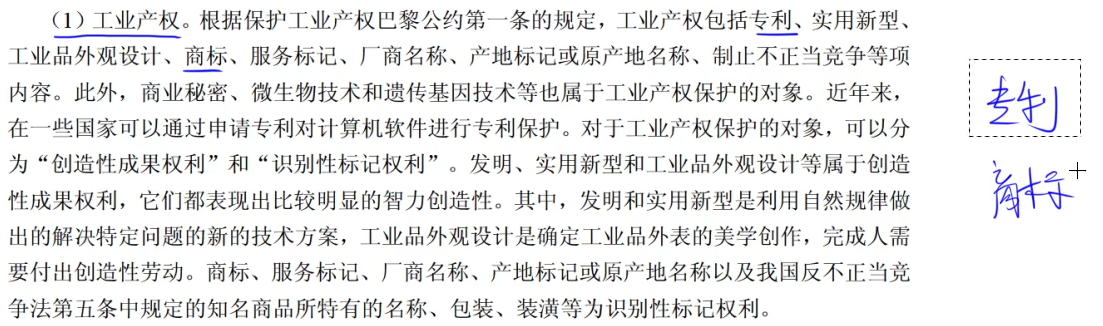 （1）工业产权。根据保护工业产权巴黎公约第一条的规定，工业产权包括专利、实用新型、
工业品外观设计、商标、服务标记、厂商名称、产地标记或原产地名称、制止不正当竞争等项
内容。此外，商业秘密、微生物技术和遗传基因技术等也属于工业产权保护的对象。近年来，
在一些国家可以通过申请专利对计算机软件进行专利保护。对于工业产权保护的对象，可以分
为“创造性成果权利”和“识别性标记权利”。发明、实用新型和工业品外观设计等属于创造
性成果权利，它们都表现出比较明显的智力创造性。其中，发明和实用新型是利用自然规律做
出的解决特定问题的新的技术方案，工业品外观设计是确定工业品外表的美学创作，完成人需
要付出创造性劳动。商标、服务标记、厂商名称、产地标记或原产地名称以及我国反不正当竞
争法第五条中规定的知名商品所特有的名称、包装、装潢等为识别性标记权利。
专利
商标